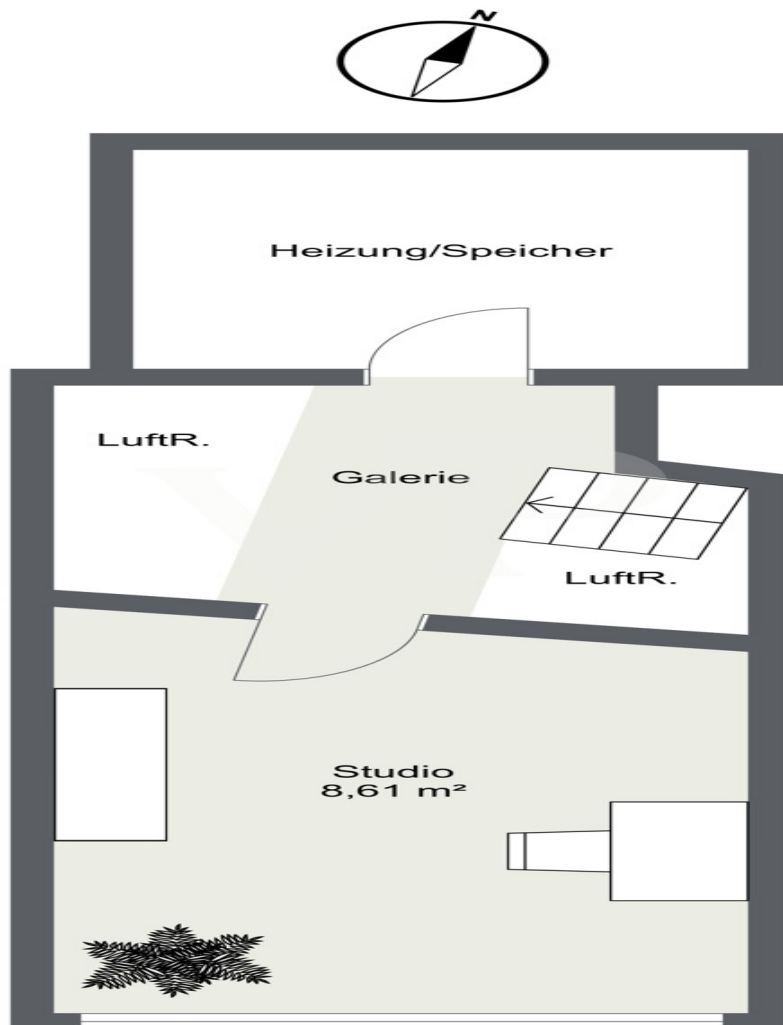 N
Heizung/Speicher
LuftR.
Galerie
LuftR.
Studio
8,61 m²